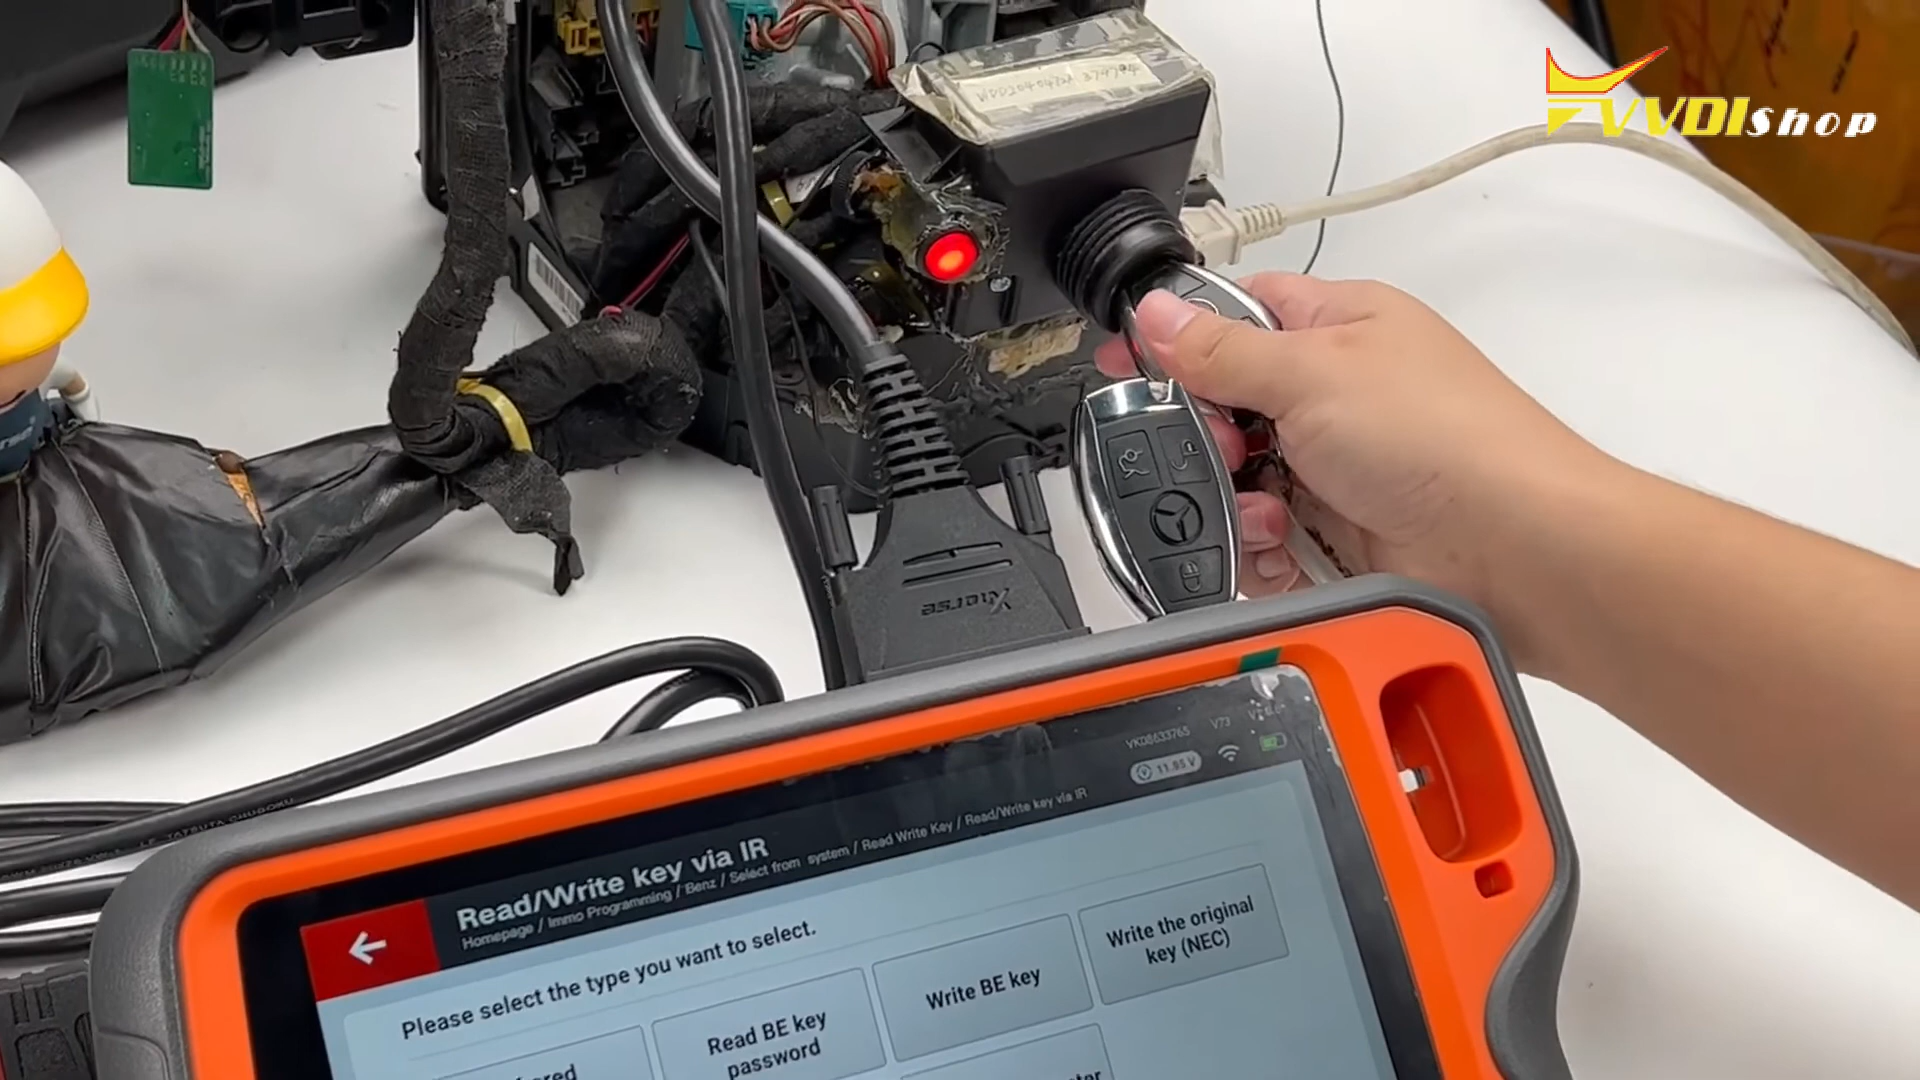 VVDIshop
Xtarse
VK08633765
V73
11.95 V
Read/Write key via IR
Homepage / Immo Programming / Benz / Select from system / Read Write Key / Read/Write key via IR
Please select the type you want to select.
Read BE key
password
Write BE key
Write the original
key (NEC)